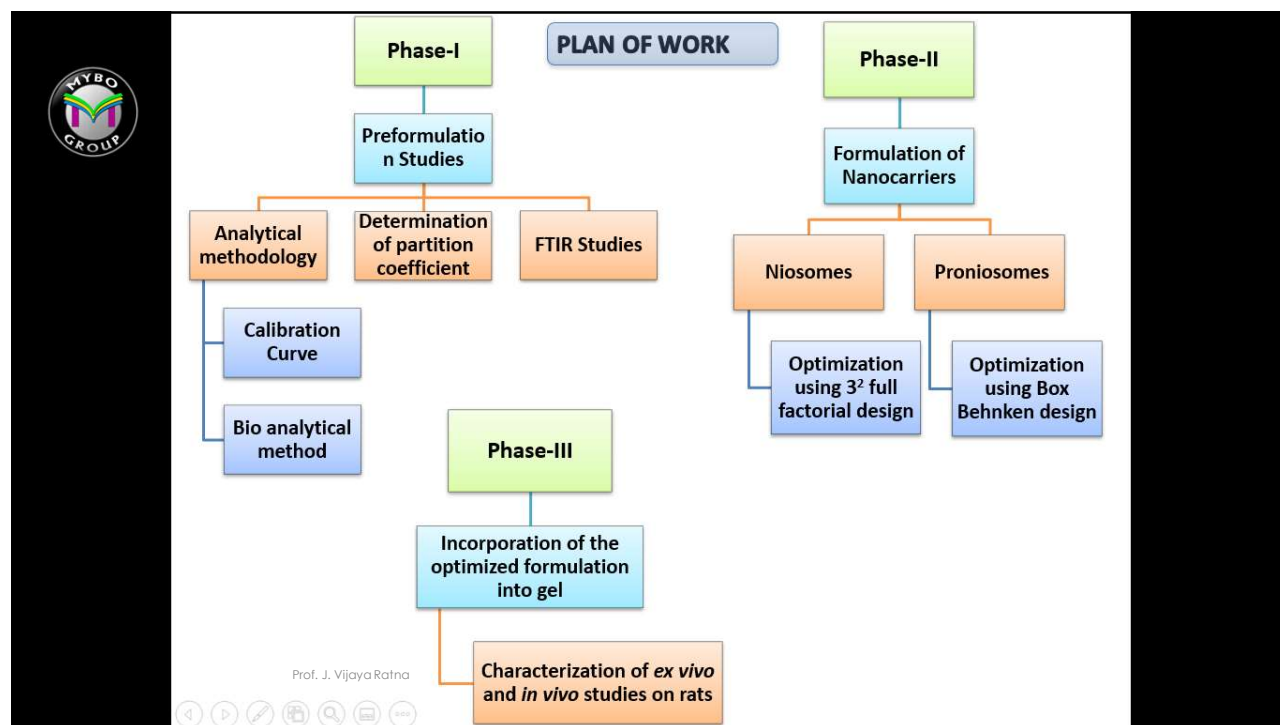 MYBO
GROUP
PLAN OF WORK
Phase-I
Preformulatio
n Studies
Analytical
methodology
Determination
of partition
coefficient
FTIR Studies
Calibration
Curve
Bio analytical
method
Phase-II
Formulation of
Nanocarriers
Niosomes
Proniosomes
Optimization
using 3² full
factorial design
Optimization
using Box
Behnken design
Phase-III
Incorporation of the
optimized formulation
into gel
Characterization of ex vivo
and in vivo studies on rats
Prof. J. Vijaya Ratna